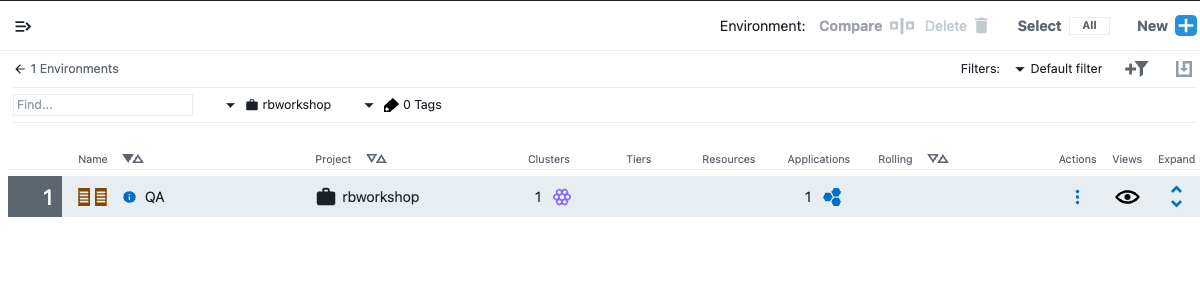 Environment: Compare Delete Select All New
1 Environments Filters: Default filter
Find... rbworkshop 0 Tags
Name Project Clusters Tiers Resources Applications Rolling Actions Views Expand
1 QA rbworkshop 1 1